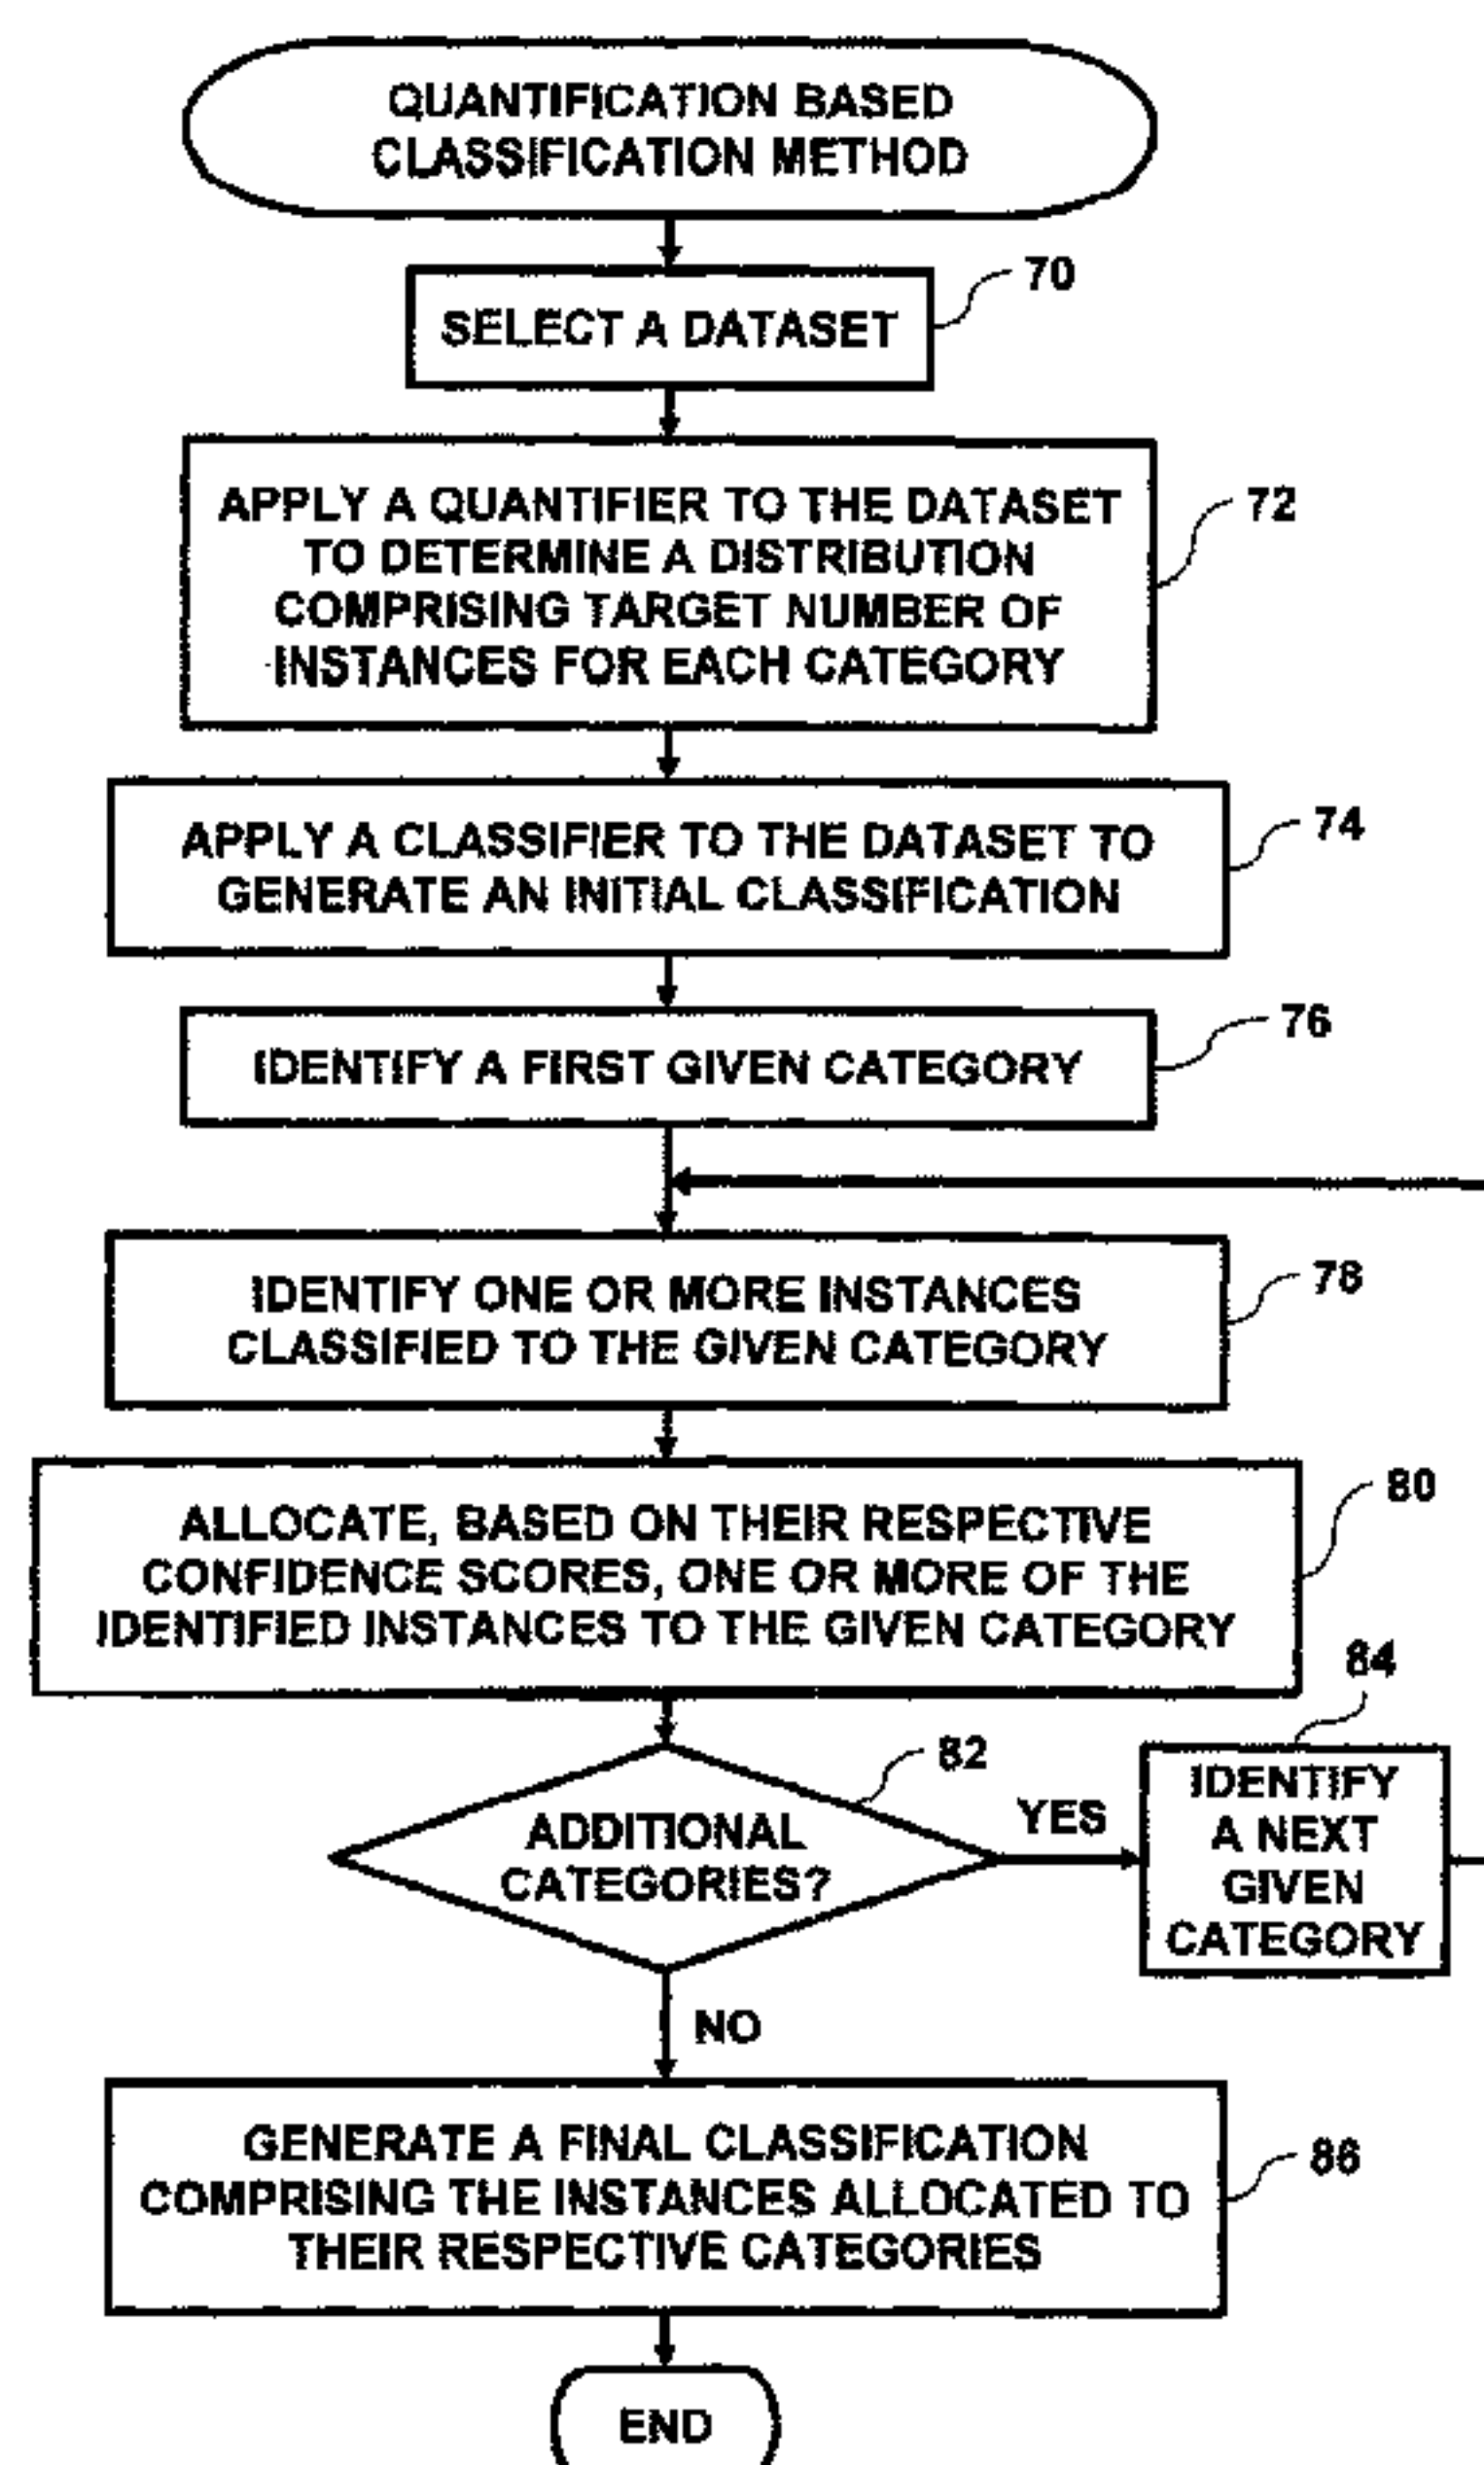 QUANTIFICATION BASED
CLASSIFICATION METHOD
70
SELECT A DATASET
72
APPLY A QUANTIFIER TO THE DATASET
TO DETERMINE A DISTRIBUTION
COMPRISING TARGET NUMBER OF
INSTANCES FOR EACH CATEGORY
74
APPLY A CLASSIFIER TO THE DATASET TO
GENERATE AN INITIAL CLASSIFICATION
76
IDENTIFY A FIRST GIVEN CATEGORY
78
IDENTIFY ONE OR MORE INSTANCES
CLASSIFIED TO THE GIVEN CATEGORY
80
ALLOCATE, BASED ON THEIR RESPECTIVE
CONFIDENCE SCORES, ONE OR MORE OF THE
IDENTIFIED INSTANCES TO THE GIVEN CATEGORY
82
ADDITIONAL
CATEGORIES?
YES
84
IDENTIFY
A NEXT
GIVEN
CATEGORY
NO
86
GENERATE A FINAL CLASSIFICATION
COMPRISING THE INSTANCES ALLOCATED TO
THEIR RESPECTIVE CATEGORIES
END